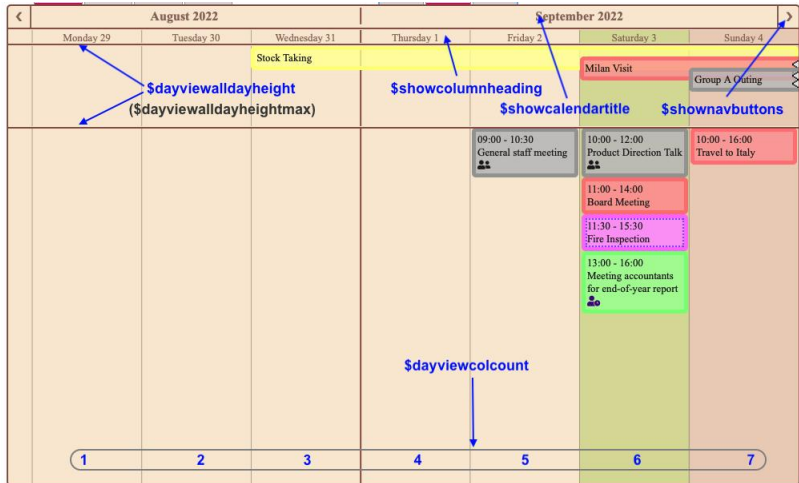 August 2022
September 2022
Monday 29
Tuesday 30
Wednesday 31
Thursday 1
Friday 2
Saturday 3
Sunday 4
Stock Taking
Milan Visit
Group A Outing
$dayviewalldayheight
($dayviewalldayheightmax)
$showcolumnheading
$showcalendartitle
$shownavbuttons
09:00 - 10:30
General staff meeting
10:00 - 12:00
Product Direction Talk
10:00 - 16:00
Travel to Italy
11:00 - 14:00
Board Meeting
11:30 - 15:30
Fire Inspection
13:00 - 16:00
Meeting accountants
for end-of-year report
$dayviewcolcount
1 2 3 4 5 6 7